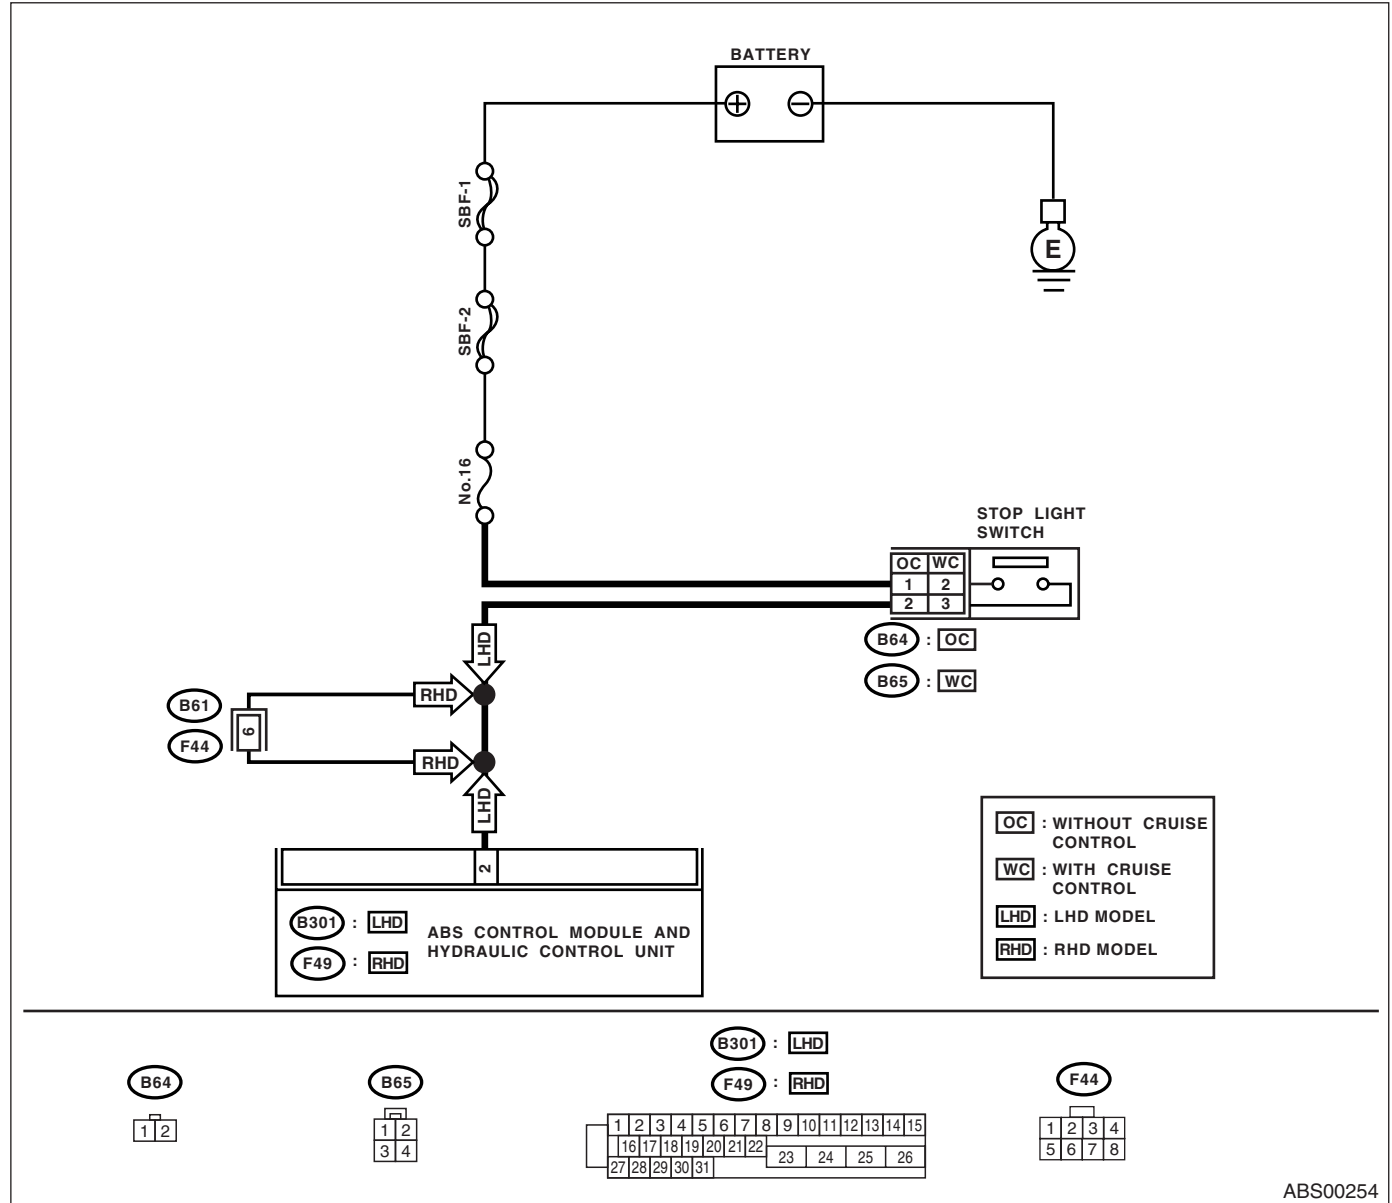 BATTERY
SBF-1
E
SBF-2
No.16
STOP LIGHT
SWITCH
OC WC
1 2
2 3
B64 : OC
B65 : WC
LHD
RHD
B61
6
F44
RHD
LHD
2
B301 : LHD
F49 : RHD
ABS CONTROL MODULE AND
HYDRAULIC CONTROL UNIT
OC : WITHOUT CRUISE
CONTROL
WC : WITH CRUISE
CONTROL
LHD : LHD MODEL
RHD : RHD MODEL
B64
1 2
B65
1 2
3 4
B301 : LHD
F49 : RHD
1 2 3 4 5 6 7 8 9 10 11 12 13 14 15
16 17 18 19 20 21 22
23 24 25 26
27 28 29 30 31
F44
1 2 3 4
5 6 7 8
ABS00254